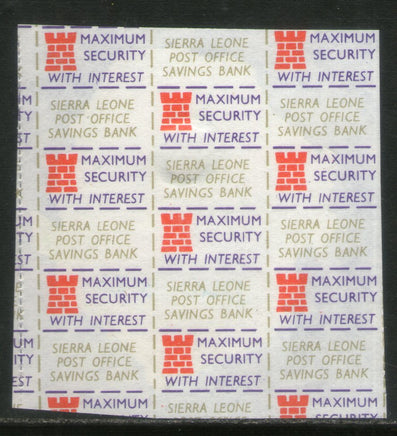 MAXIMUM
SECURITY
WITH INTEREST
SIERRA LEONE
POST OFFICE
SAVINGS BANK
MAXIMUM
SECURITY
WITH INTEREST
SIERRA LEONE
POST OFFICE
SAVINGS BANK
MAXIMUM
SECURITY
WITH INTEREST
SIERRA LEONE
POST OFFICE
SAVINGS BANK
MAXIMUM
SECURITY
WITH INTEREST
SIERRA LEONE
POST OFFICE
SAVINGS BANK
MAXIMUM
SECURITY
WITH INTEREST
SIERRA LEONE
POST OFFICE
SAVINGS BANK
MAXIMUM
SECURITY
WITH INTEREST
SIERRA LEONE
POST OFFICE
SAVINGS BANK
MAXIMUM
SECURITY
WITH INTEREST
SIERRA LEONE
POST OFFICE
SAVINGS BANK
MAXIMUM
SECURITY
WITH INTEREST
SIERRA LEONE
POST OFFICE
SAVINGS BANK
MAXIMUM
SECURITY
WITH INTEREST
SIERRA LEONE
POST OFFICE
SAVINGS BANK
MAXIMUM
SIERRA LEONE
MAXIMUM